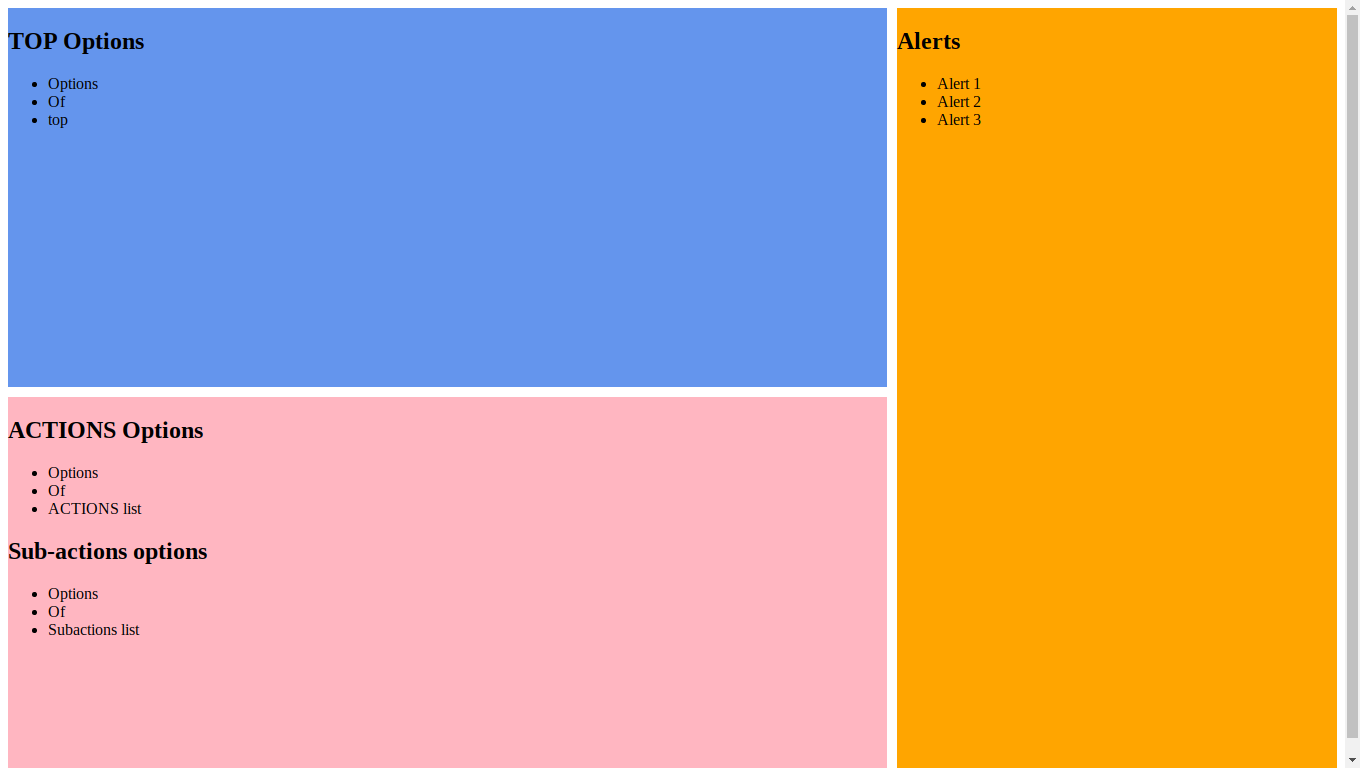 TOP Options
Options
Of
top
ACTIONS Options
Options
Of
ACTIONS list
Sub-actions options
Options
Of
Subactions list
Alerts
Alert 1
Alert 2
Alert 3